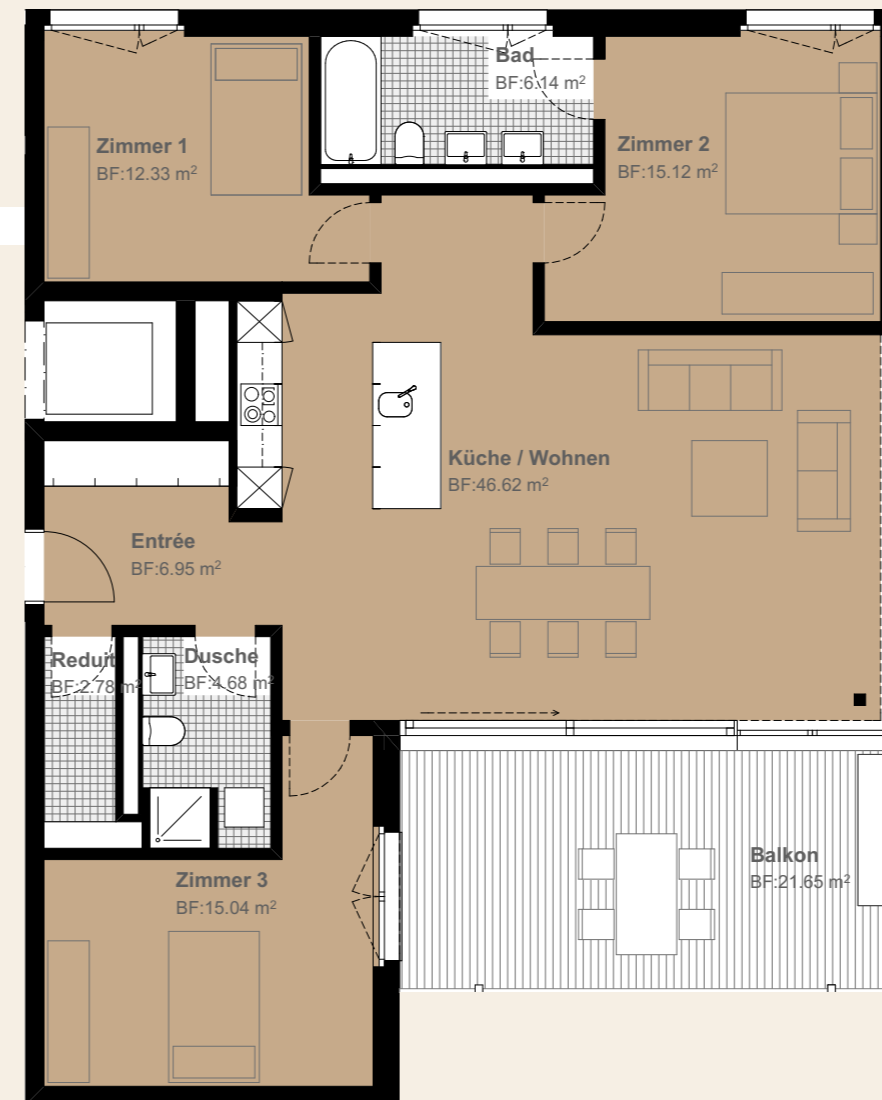 Bad
BF:6.14 m²
Zimmer 1
BF:12.33 m²
Zimmer 2
BF:15.12 m²
Küche / Wohnen
BF:46.62 m²
Entrée
BF:6.95 m²
Reduit
BF:2.78 m²
Dusche
BF:4.68 m²
Zimmer 3
BF:15.04 m²
Balkon
BF:21.65 m²